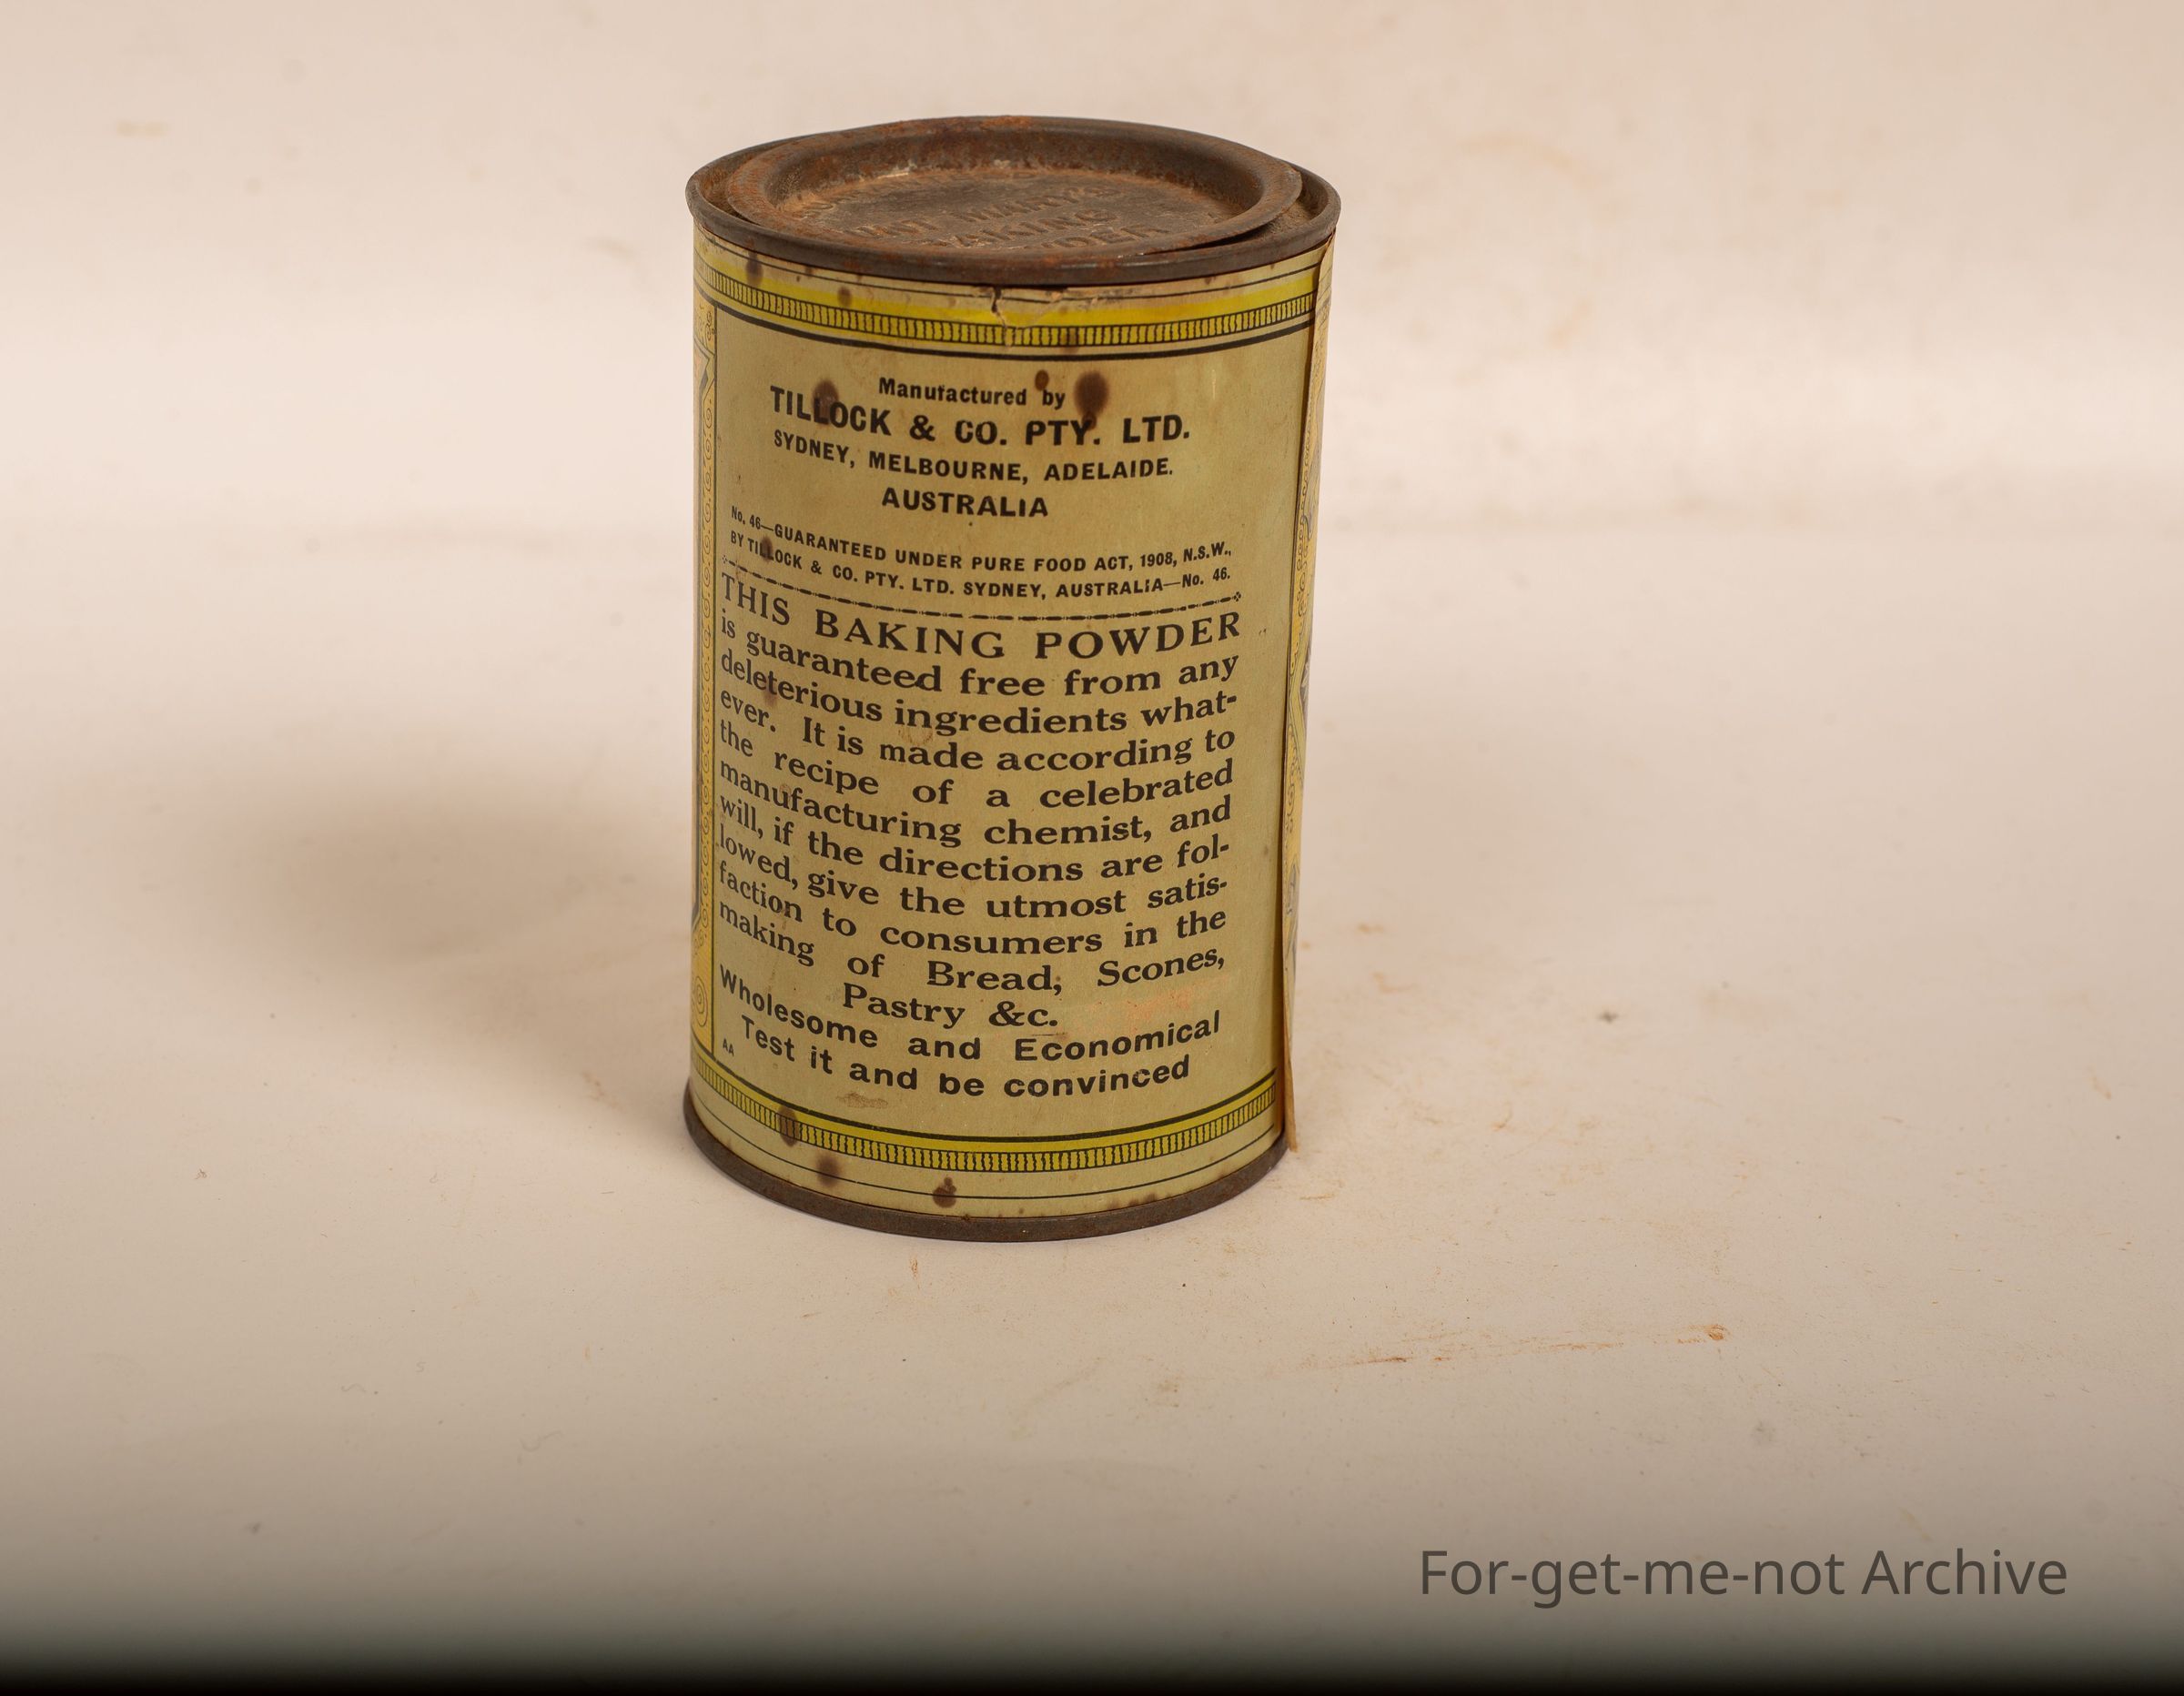 BAKING
Manufactured by
TILLOCK & CO. PTY. LTD.
SYDNEY, MELBOURNE, ADELAIDE.
AUSTRALIA
No. 46—GUARANTEED UNDER PURE FOOD ACT, 1908, N.S.W.,
BY TILLOCK & CO. PTY. LTD. SYDNEY, AUSTRALIA—No. 46.
THIS BAKING POWDER
is guaranteed free from any
deleterious ingredients what-
ever. It is made according to
the recipe of a celebrated
manufacturing chemist, and
will, if the directions are fol-
lowed, give the utmost satis-
faction to consumers in the
making of Bread, Scones,
Pastry &c.
Wholesome and Economical
Test it and be convinced
AA
For-get-me-not Archive